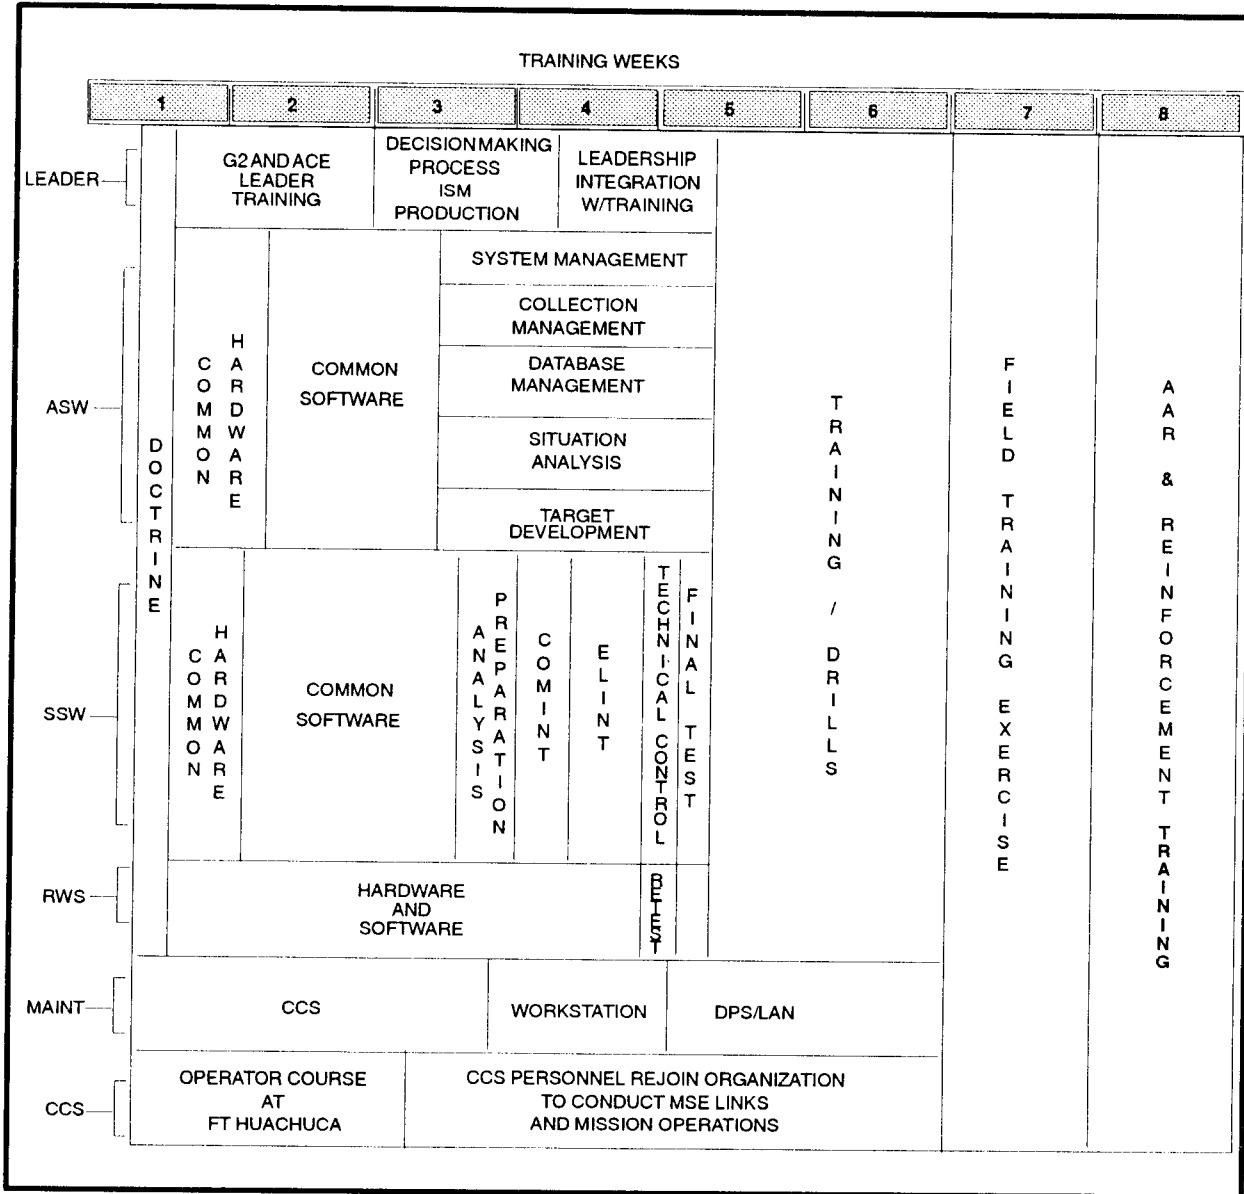 TRAINING WEEKS
1 2 3 4 5 6 7 8
LEADER
G2 AND ACE
LEADER
TRAINING
DECISION MAKING
PROCESS
ISM
PRODUCTION
LEADERSHIP
INTEGRATION
W/TRAINING
ASW
DOCTRINE
COMMON
HARDWARE
COMMON
SOFTWARE
SYSTEM MANAGEMENT
COLLECTION
MANAGEMENT
DATABASE
MANAGEMENT
SITUATION
ANALYSIS
TARGET
DEVELOPMENT
TRAINING / DRILLS
FIELD TRAINING EXERCISE
AAR & REINFORCEMENT TRAINING
SSW
COMMON
HARDWARE
COMMON
SOFTWARE
ANALYSIS
PREPARATION
COMINT
ELINT
TECHNICAL CONTROL
FINAL TEST
RWS
HARDWARE
AND
SOFTWARE
RETEST
MAINT
CCS
WORKSTATION
DPS/LAN
CCS
OPERATOR COURSE
AT
FT HUACHUCA
CCS PERSONNEL REJOIN ORGANIZATION
TO CONDUCT MSE LINKS
AND MISSION OPERATIONS